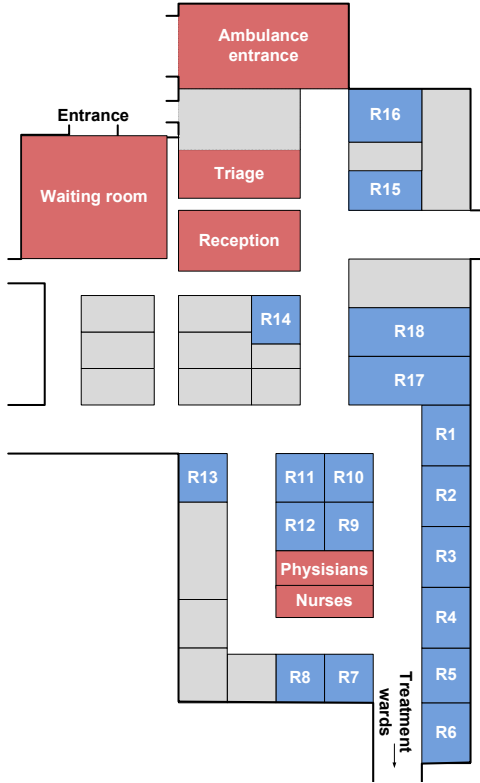 Ambulance
entrance
Entrance
R16
Triage
Waiting room
R15
Reception
R14
R18
R17
R1
R13
R11
R10
R2
R12
R9
R3
Physisians
Nurses
R4
R8
R7
R5
R6
Treatment
wards